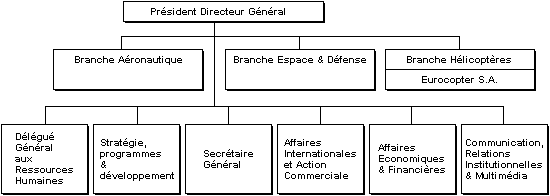 Président Directeur Général
Branche Aéronautique
Branche Espace & Défense
Branche Hélicoptères
Eurocopter S.A.
Délégué
Général
aux
Ressources
Humaines
Stratégie,
programmes
&
développement
Secrétaire
Général
Affaires
Internationales
et Action
Commerciale
Affaires
Economiques
& Financières
Communication,
Relations
Institutionnelles
& Multimédia